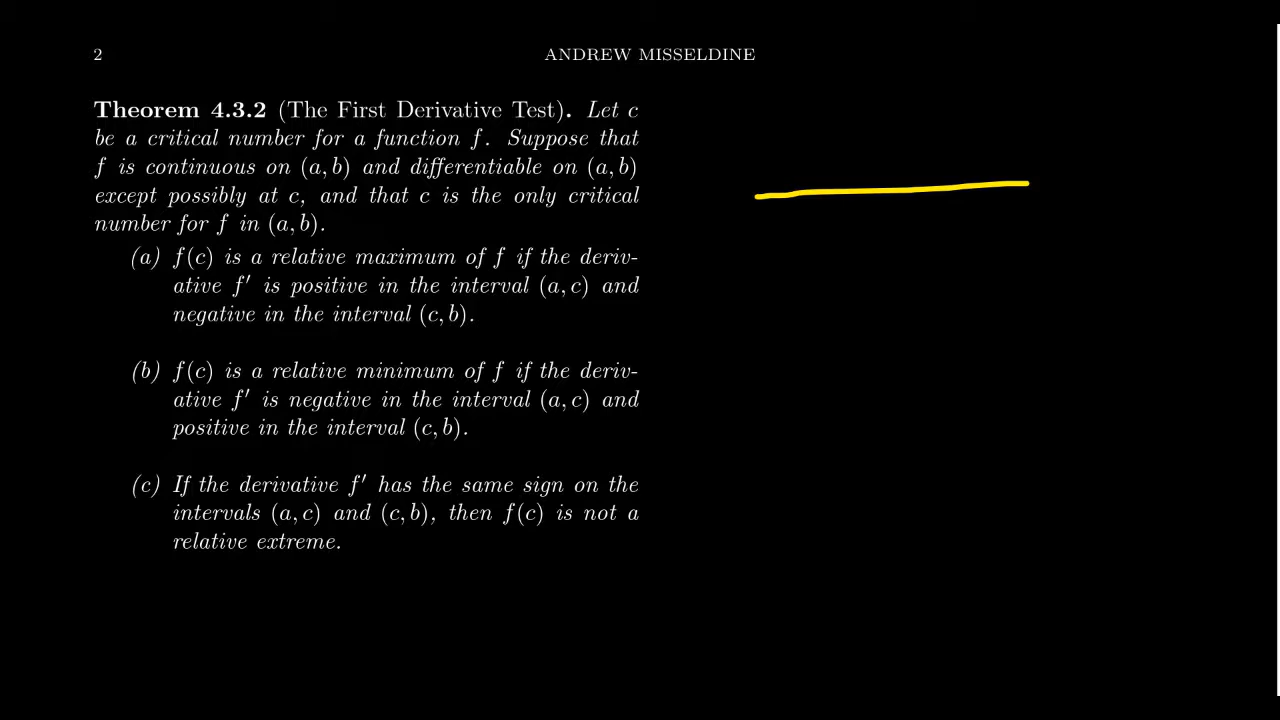 2
ANDREW MISSELDINE
Theorem 4.3.2 (The First Derivative Test). Let c
be a critical number for a function f. Suppose that
f is continuous on (a, b) and differentiable on (a, b)
except possibly at c, and that c is the only critical
number for f in (a, b).
(a) f(c) is a relative maximum of f if the deriv-
ative f′ is positive in the interval (a, c) and
negative in the interval (c, b).
(b) f(c) is a relative minimum of f if the deriv-
ative f′ is negative in the interval (a, c) and
positive in the interval (c, b).
(c) If the derivative f′ has the same sign on the
intervals (a, c) and (c, b), then f(c) is not a
relative extreme.